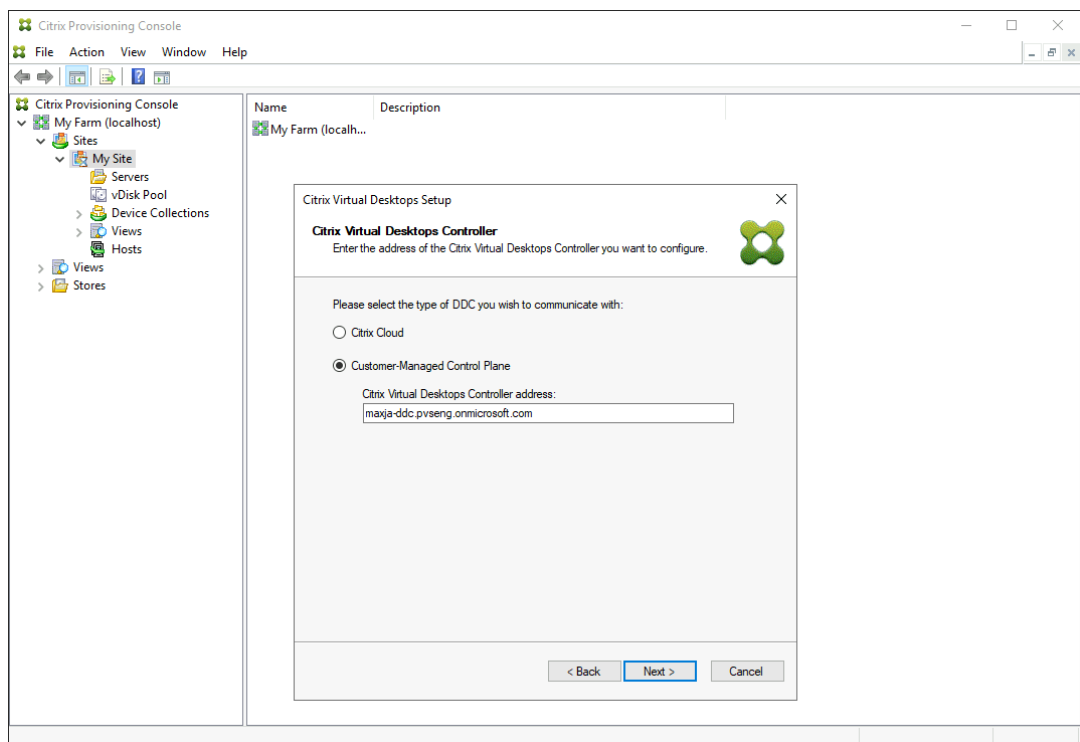 Citrix Provisioning Console
File Action View Window Help
Citrix Provisioning Console
My Farm (localhost)
Sites
My Site
Servers
vDisk Pool
Device Collections
Views
Hosts
Views
Stores
Name Description
My Farm (localh...
Citrix Virtual Desktops Setup
Citrix Virtual Desktops Controller
Enter the address of the Citrix Virtual Desktops Controller you want to configure.
Please select the type of DDC you wish to communicate with:
Citrix Cloud
Customer-Managed Control Plane
Citrix Virtual Desktops Controller address:
maxja-ddc.pvseng.onmicrosoft.com
< Back Next > Cancel